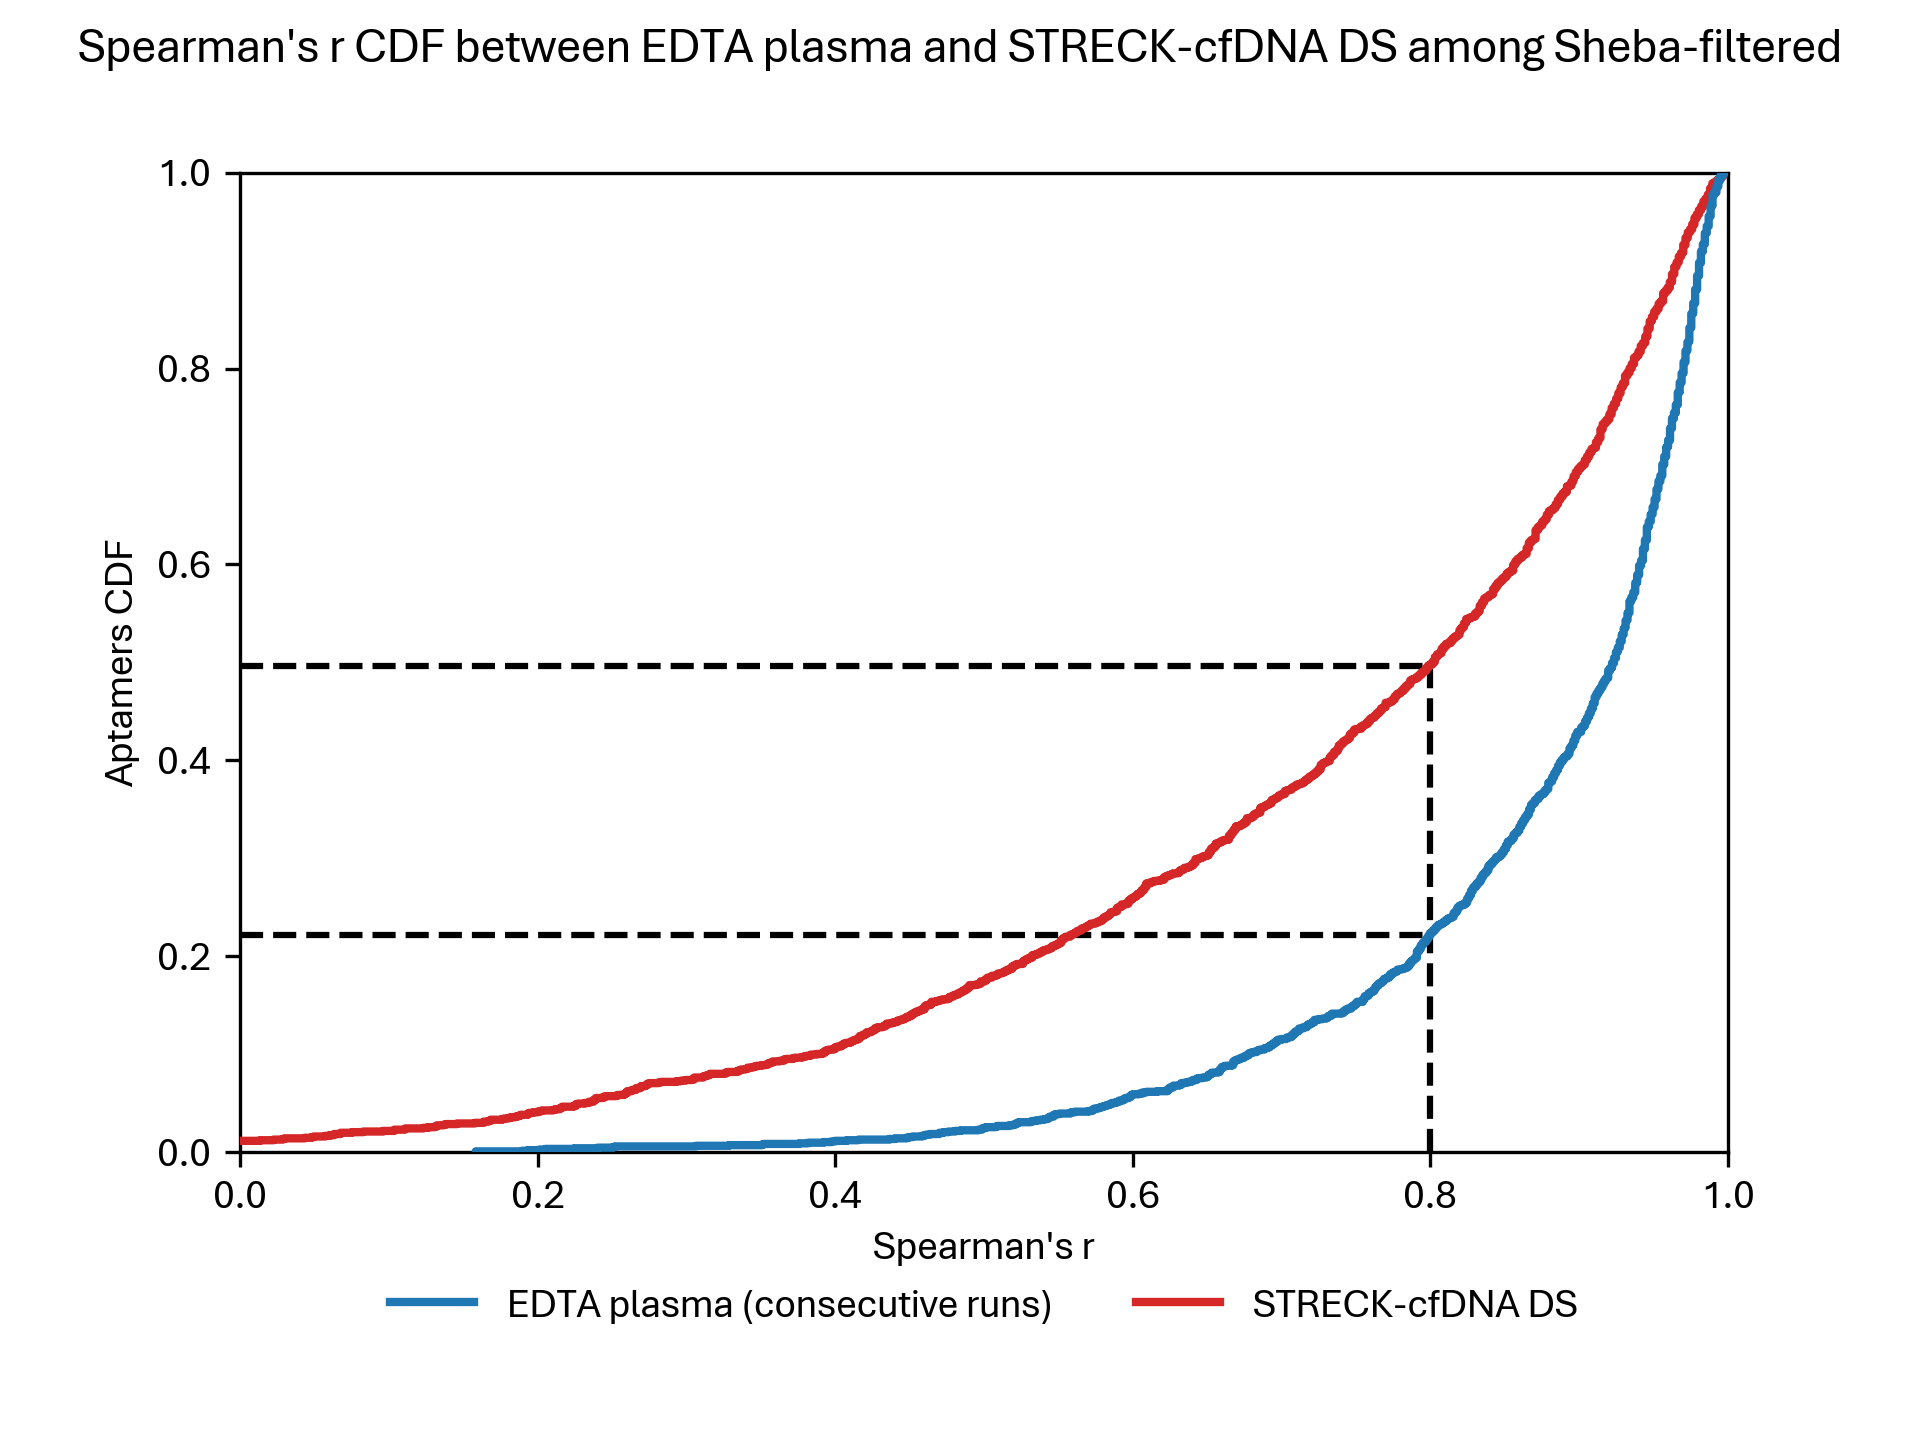 Spearman's r CDF between EDTA plasma and STRECK-cfDNA DS among Sheba-filtered
1.0
0.8
0.6
0.4
0.2
0.0
Aptamers CDF
0.0 0.2 0.4 0.6 0.8 1.0
Spearman's r
EDTA plasma (consecutive runs) STRECK-cfDNA DS